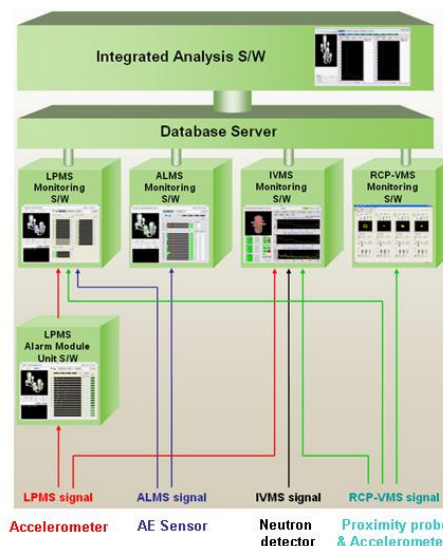 Integrated Analysis S/W
Database Server
LPMS
Monitoring
S/W
ALMS
Monitoring
S/W
IVMS
Monitoring
S/W
RCP-VMS
Monitoring
S/W
LPMS
Alarm Module
Unit S/W
LPMS signal
ALMS signal
IVMS signal
RCP-VMS signal
Accelerometer
AE Sensor
Neutron
detector
Proximity probe
& Acceleromete